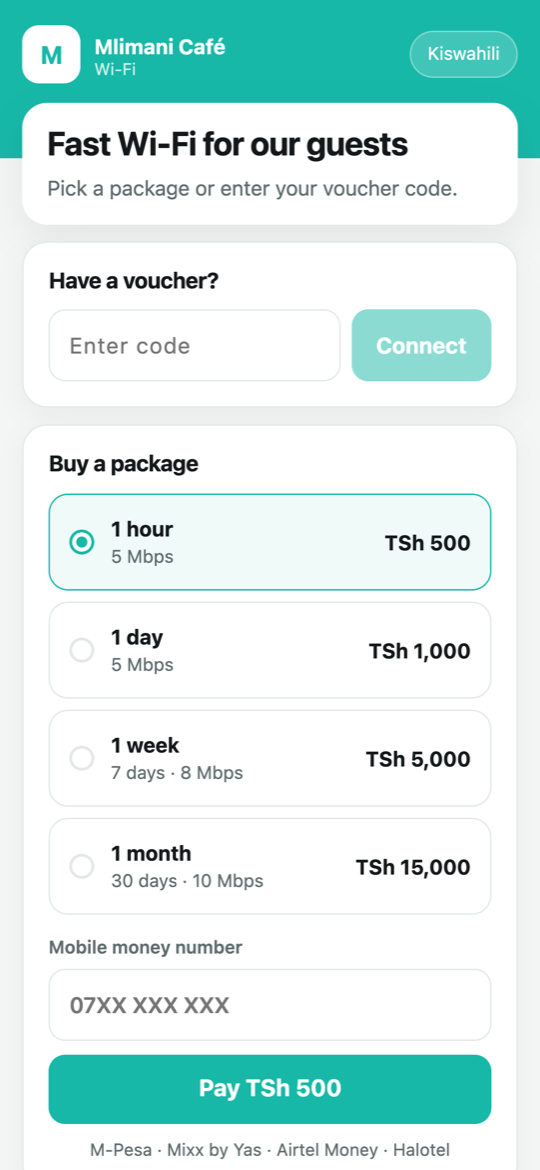 M
Mlimani Café
Wi-Fi
Kiswahili
Fast Wi-Fi for our guests
Pick a package or enter your voucher code.
Have a voucher?
Enter code
Connect
Buy a package
1 hour
5 Mbps
TSh 500
1 day
5 Mbps
TSh 1,000
1 week
7 days · 8 Mbps
TSh 5,000
1 month
30 days · 10 Mbps
TSh 15,000
Mobile money number
07XX XXX XXX
Pay TSh 500
M-Pesa · Mixx by Yas · Airtel Money · Halotel